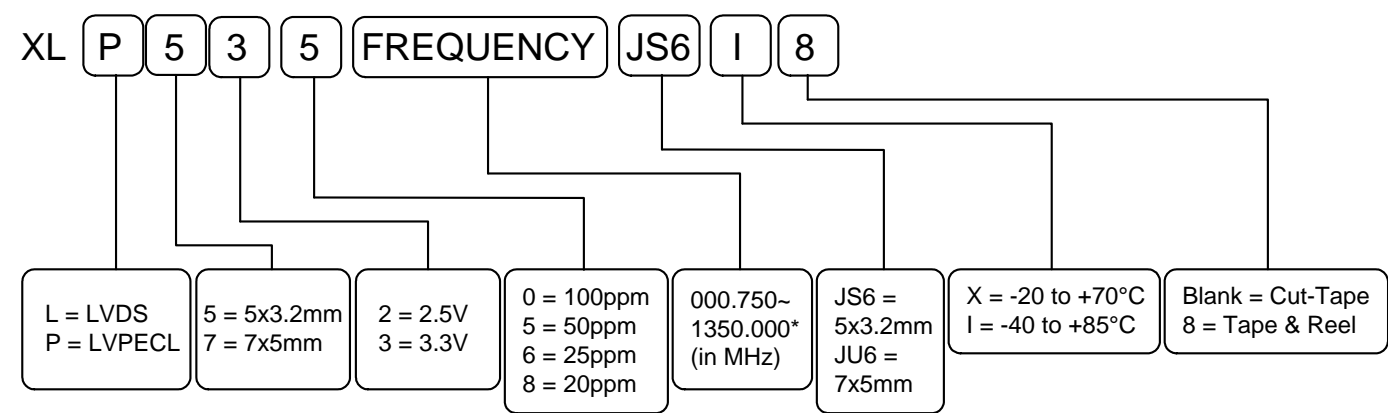 XL P 5 3 5 FREQUENCY JS6 I 8
L = LVDS
P = LVPECL
5 = 5x3.2mm
7 = 7x5mm
2 = 2.5V
3 = 3.3V
0 = 100ppm
5 = 50ppm
6 = 25ppm
8 = 20ppm
000.750~
1350.000*
(in MHz)
JS6 =
5x3.2mm
JU6 =
7x5mm
X = -20 to +70°C
I = -40 to +85°C
Blank = Cut-Tape
8 = Tape & Reel